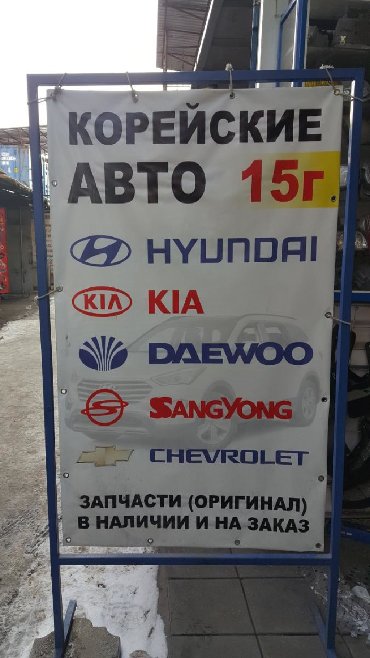 КОРЕЙСКИЕ
АВТО 15г
HYUNDAI
KIA KIA
DAEWOO
SANGYONG
CHEVROLET
ЗАПЧАСТИ (ОРИГИНАЛ)
В НАЛИЧИИ И НА ЗАКАЗ